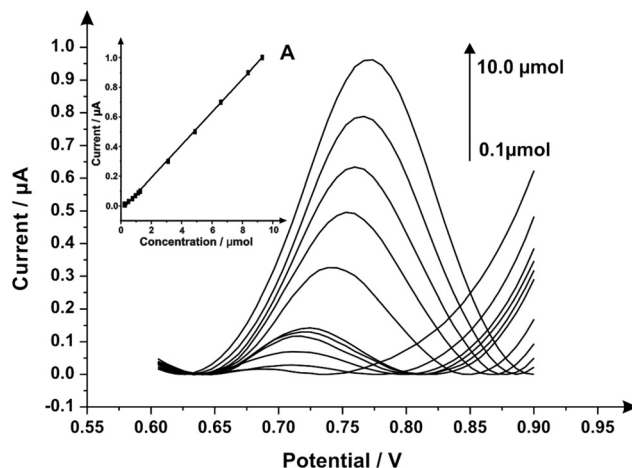 A
10.0 μmol
0.1μmol
Current / μA
1.0
0.9
0.8
0.7
0.6
0.5
0.4
0.3
0.2
0.1
0.0
-0.1
0.55 0.60 0.65 0.70 0.75 0.80 0.85 0.90 0.95
Potential / V
Current / μA
1.0
0.8
0.6
0.4
0.2
0.0
0 2 4 6 8 10
Concentration / μmol